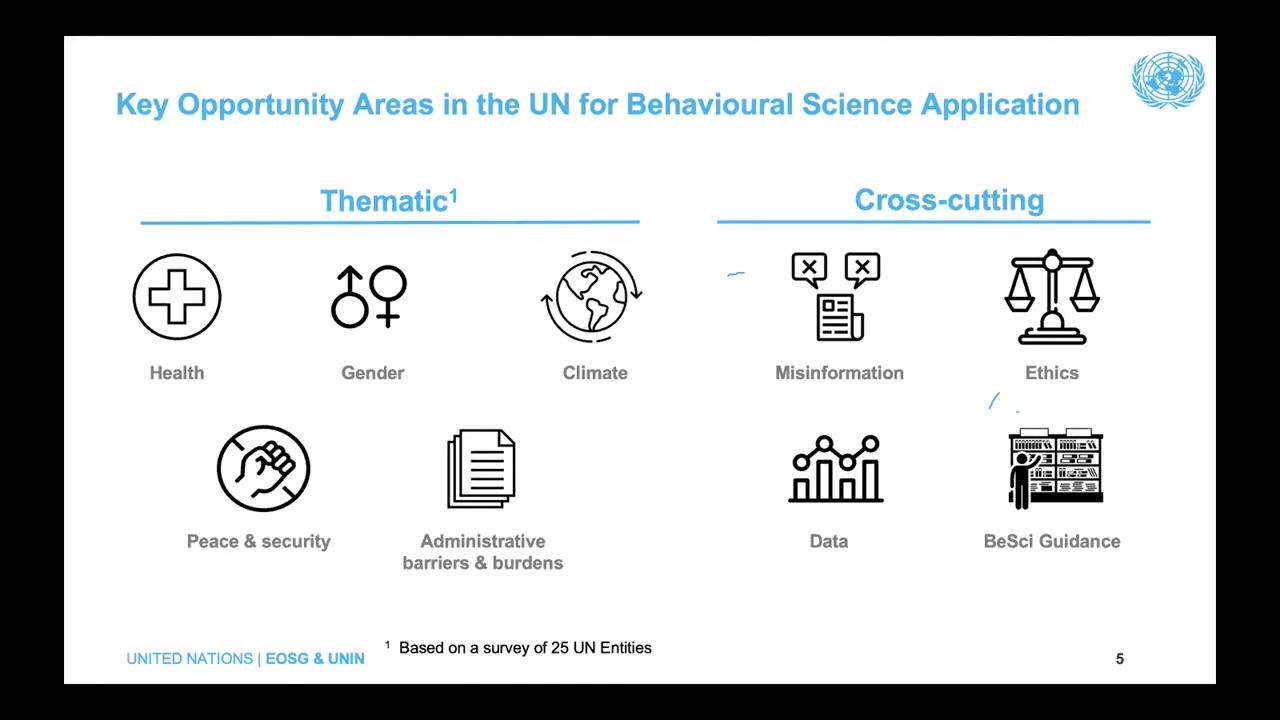 Key Opportunity Areas in the UN for Behavioural Science Application
Thematic¹
Cross-cutting
Health
Gender
Climate
Misinformation
Ethics
Peace & security
Administrative
barriers & burdens
Data
BeSci Guidance
¹ Based on a survey of 25 UN Entities
UNITED NATIONS | EOSG & UNIN
5